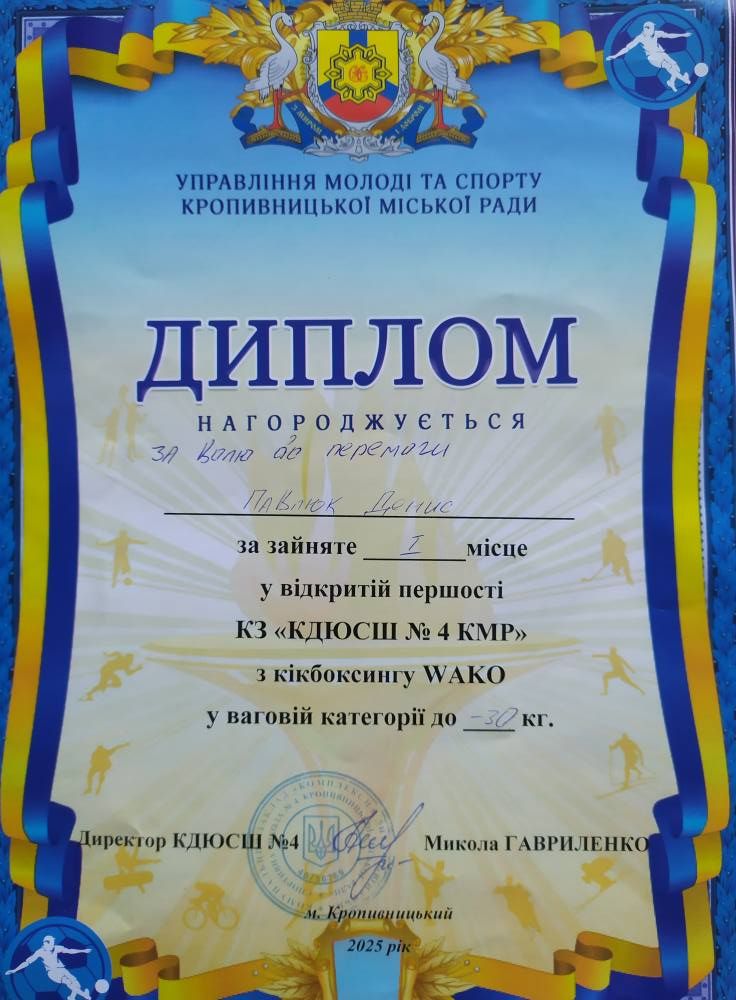 З МИРОМ І ДОБРОМ
УПРАВЛІННЯ МОЛОДІ ТА СПОРТУ
КРОПИВНИЦЬКОЇ МІСЬКОЇ РАДИ
ДИПЛОМ
НАГОРОДЖУЄТЬСЯ
ЗА Волю до перемоги
Павлюк Денис
за зайняте I місце
у відкритій першості
КЗ «КДЮСШ № 4 КМР»
з кікбоксингу WAKO
у ваговій категорії до -30 кг.
Директор КДЮСШ №4 Микола ГАВРИЛЕНКО
м. Кропивницький
2025 рік